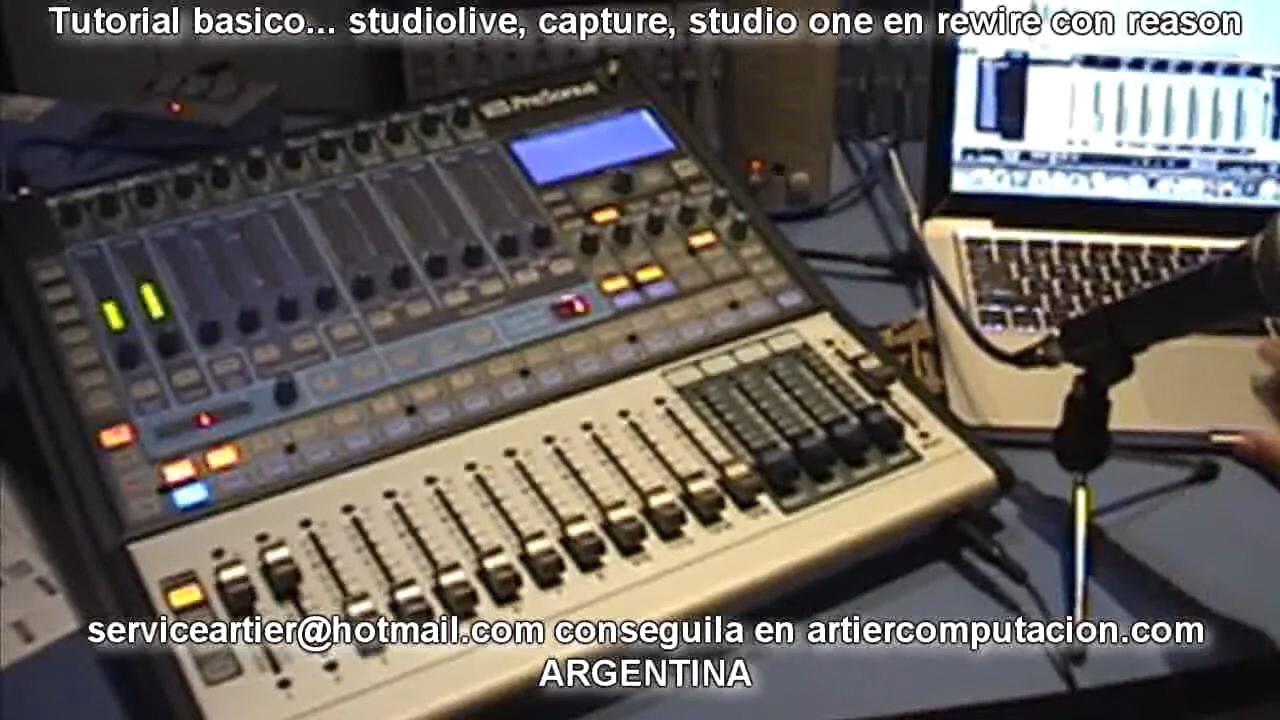 Tutorial basico... studiolive, capture, studio one en rewire con reason
PreSonus
serviceartier@hotmail.com conseguila en artiercomputacion.com
ARGENTINA